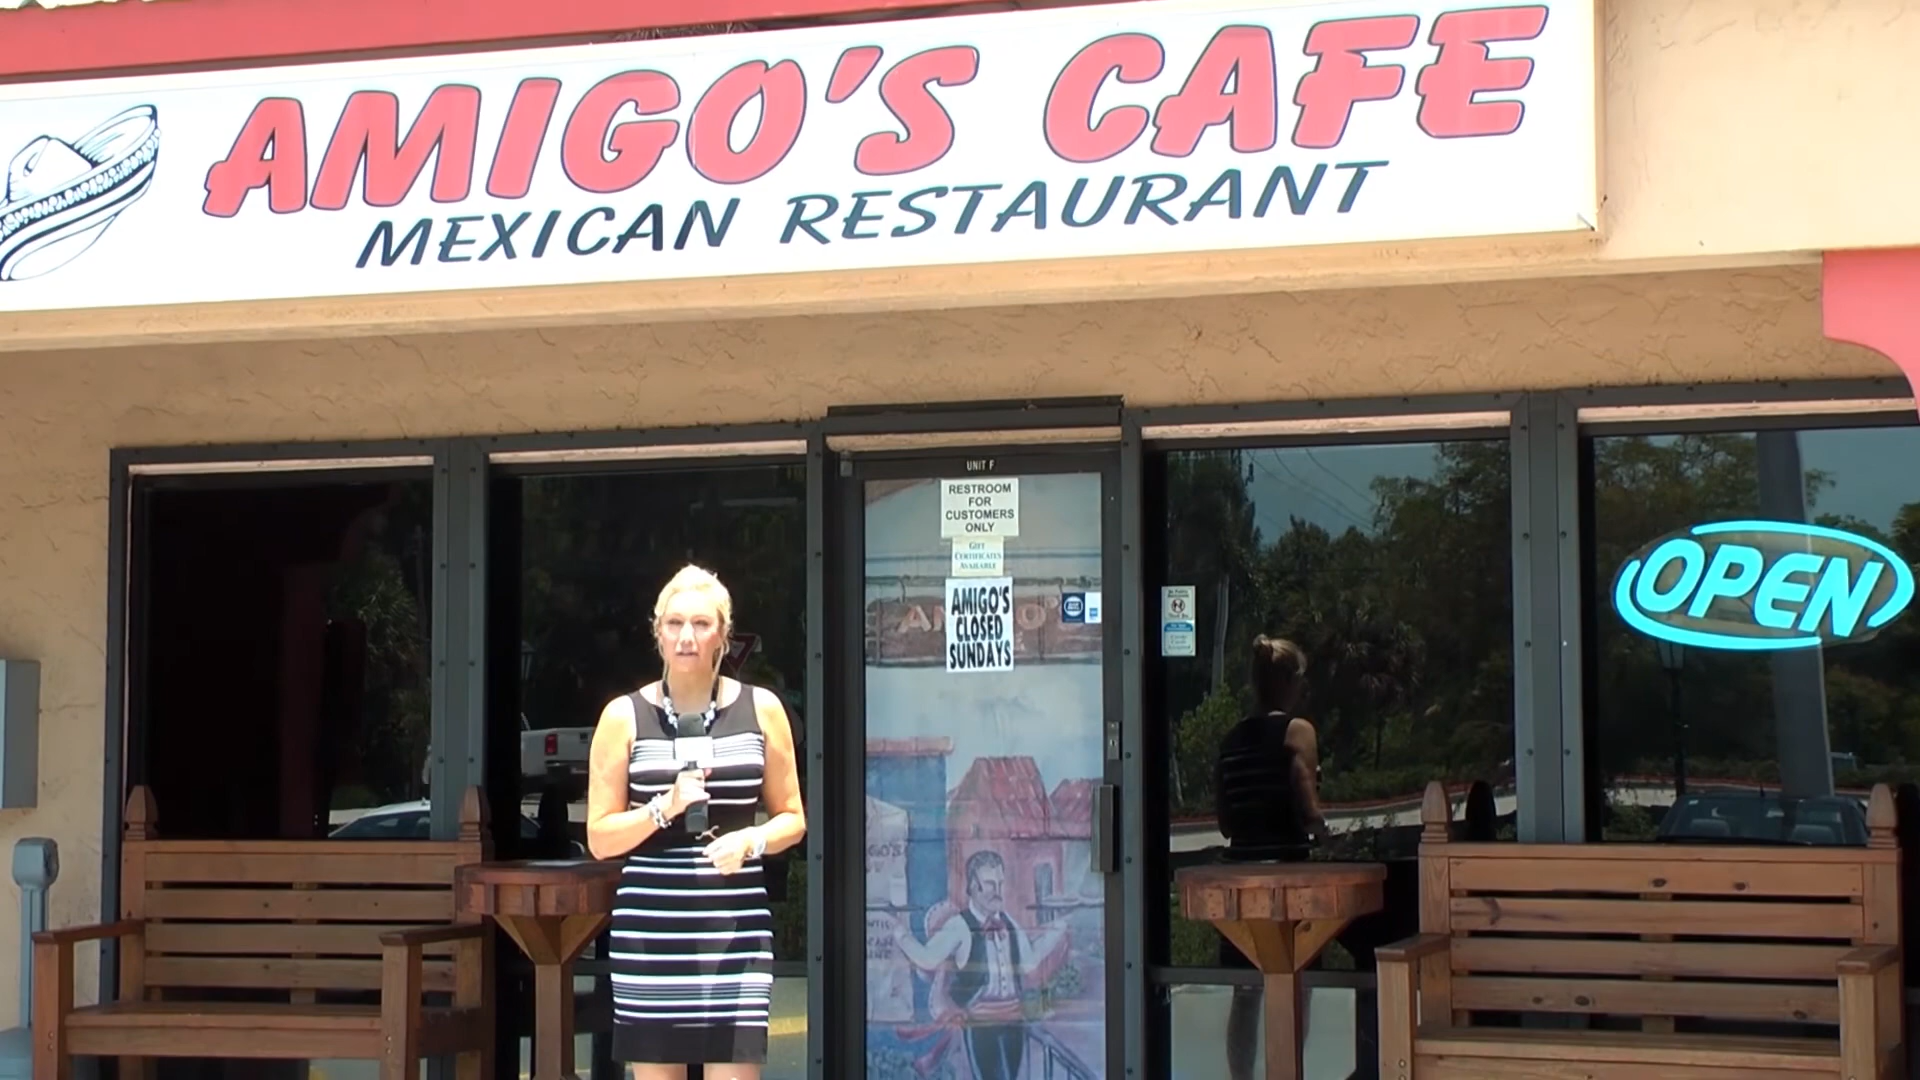 AMIGO'S CAFE
MEXICAN RESTAURANT
UNIT F
RESTROOM
FOR
CUSTOMERS
ONLY
GIFT
CERTIFICATES
AVAILABLE
AMIGO'S
CLOSED
SUNDAYS
OPEN